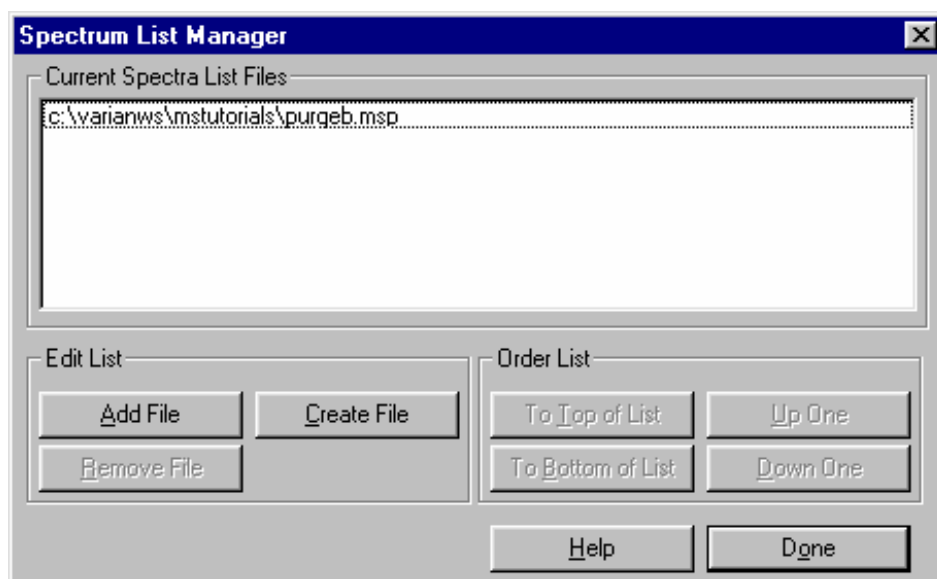 Spectrum List Manager
Current Spectra List Files
c:\varianws\mstutorials\purgeb.msp
Edit List
Add File
Create File
Remove File
Order List
To Top of List
Up One
To Bottom of List
Down One
Help
Done